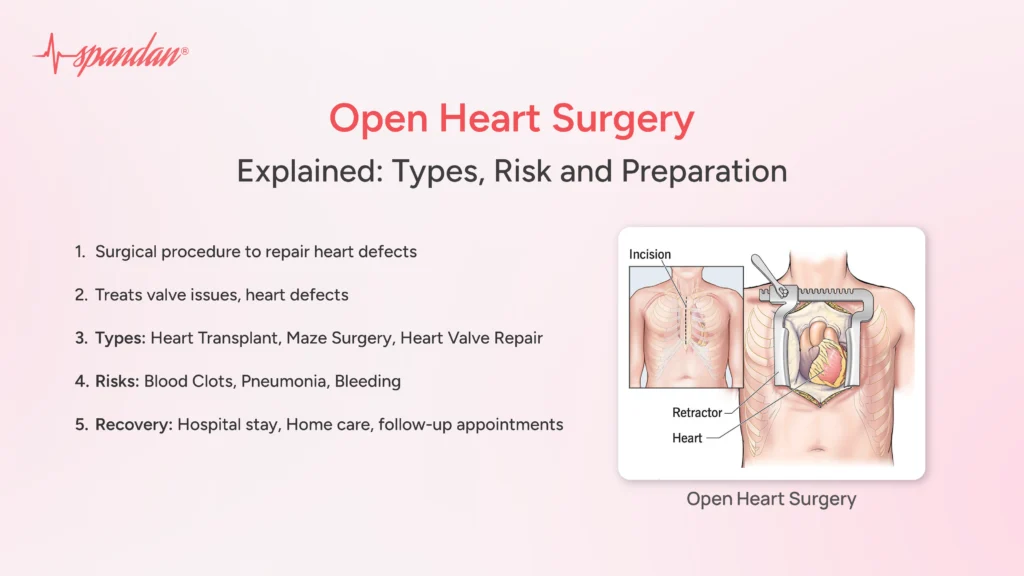 spandan®
Open Heart Surgery
Explained: Types, Risk and Preparation
1. Surgical procedure to repair heart defects
2. Treats valve issues, heart defects
3. Types: Heart Transplant, Maze Surgery, Heart Valve Repair
4. Risks: Blood Clots, Pneumonia, Bleeding
5. Recovery: Hospital stay, Home care, follow-up appointments
Incision
Retractor
Heart
Open Heart Surgery